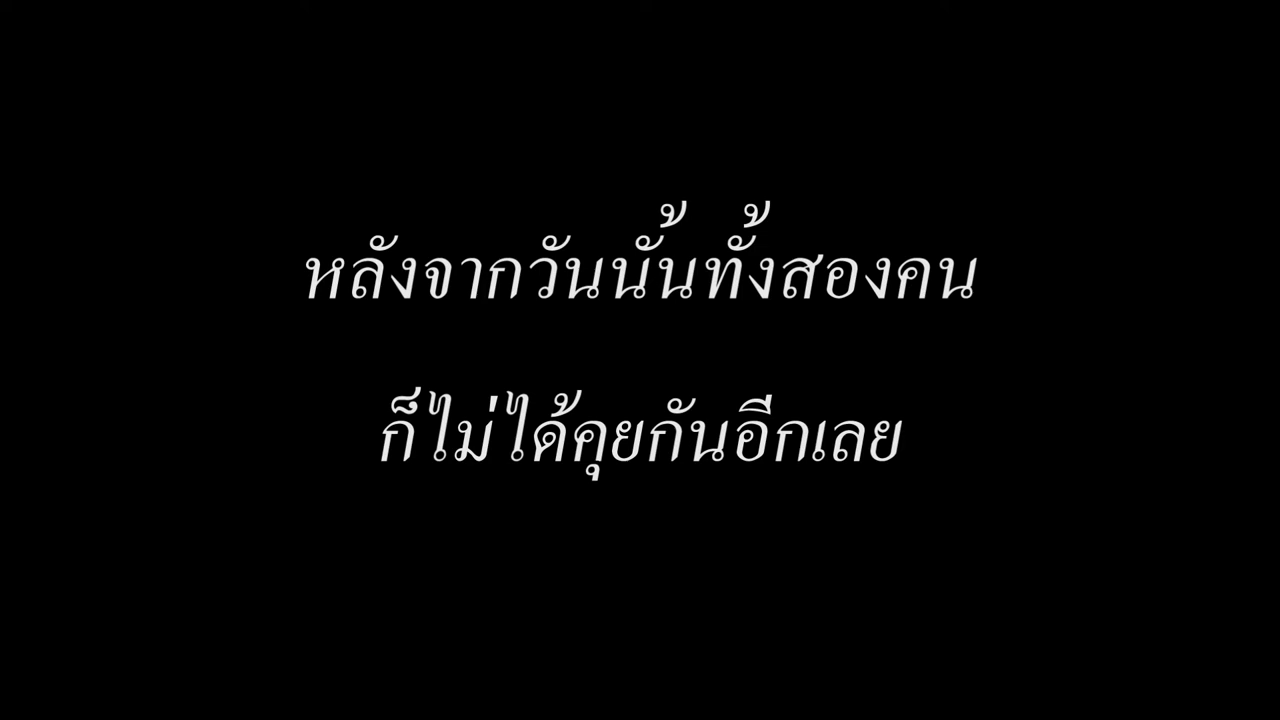 หลังจากวันนั้นทั้งสองคน
ก็ไม่ได้คุยกันอีกเลย